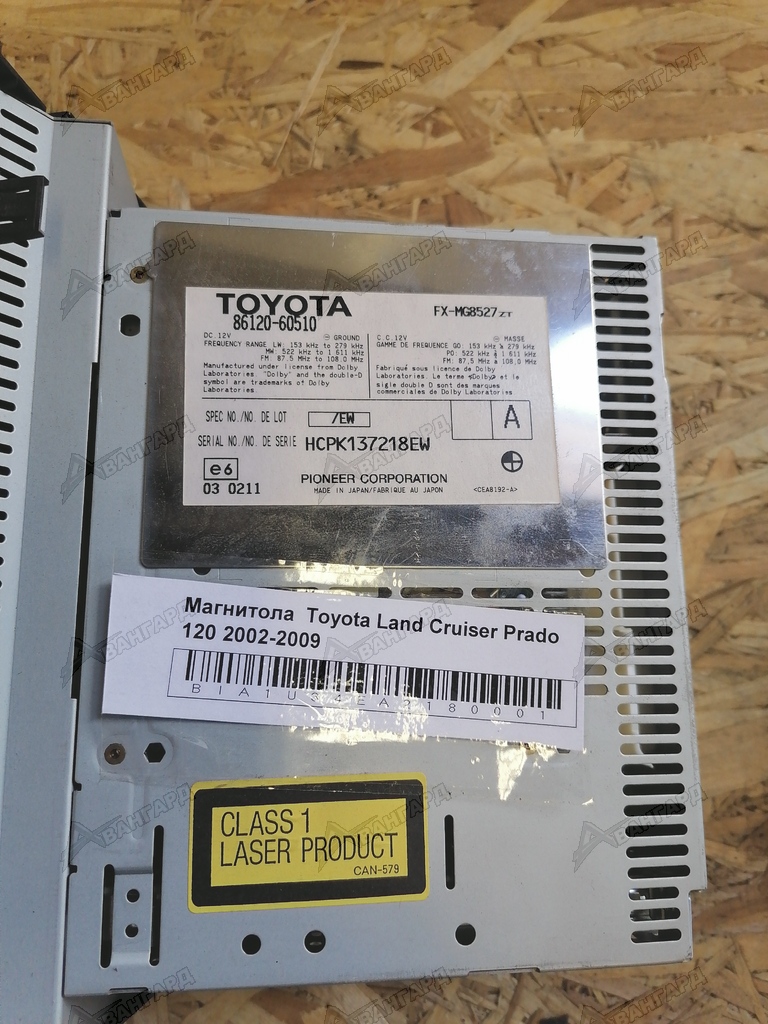 TOYOTA
86120-60510
FX-MG8527ZT
DC.12V
GROUND
FREQUENCY RANGE LW: 153 kHz to 279 kHz
MW: 522 kHz to 1 611 kHz
FM: 87.5 MHz to 108.0 MHz
Manufactured under license from Dolby
Laboratories. "Dolby" and the double-D
symbol are trademarks of Dolby
Laboratories.
C.C.12V
MASSE
GAMME DE FREQUENCE GO: 153 kHz à 279 kHz
PO: 522 kHz à 1 611 kHz
FM: 87,5 MHz à 108,0 MHz
Fabriqué sous licence de Dolby
Laboratories. Le terme «Dolby» et le
sigle double D sont des marques
commerciales de Dolby Laboratories
SPEC NO./NO. DE LOT /EW
A
SERIAL NO./NO. DE SERIE HCPK137218EW
e6
03 0211
PIONEER CORPORATION
MADE IN JAPAN/FABRIQUE AU JAPON
<CEA8192-A>
Магнитола Toyota Land Cruiser Prado
120 2002-2009
CLASS 1
LASER PRODUCT
CAN-579
АВАНГАРД